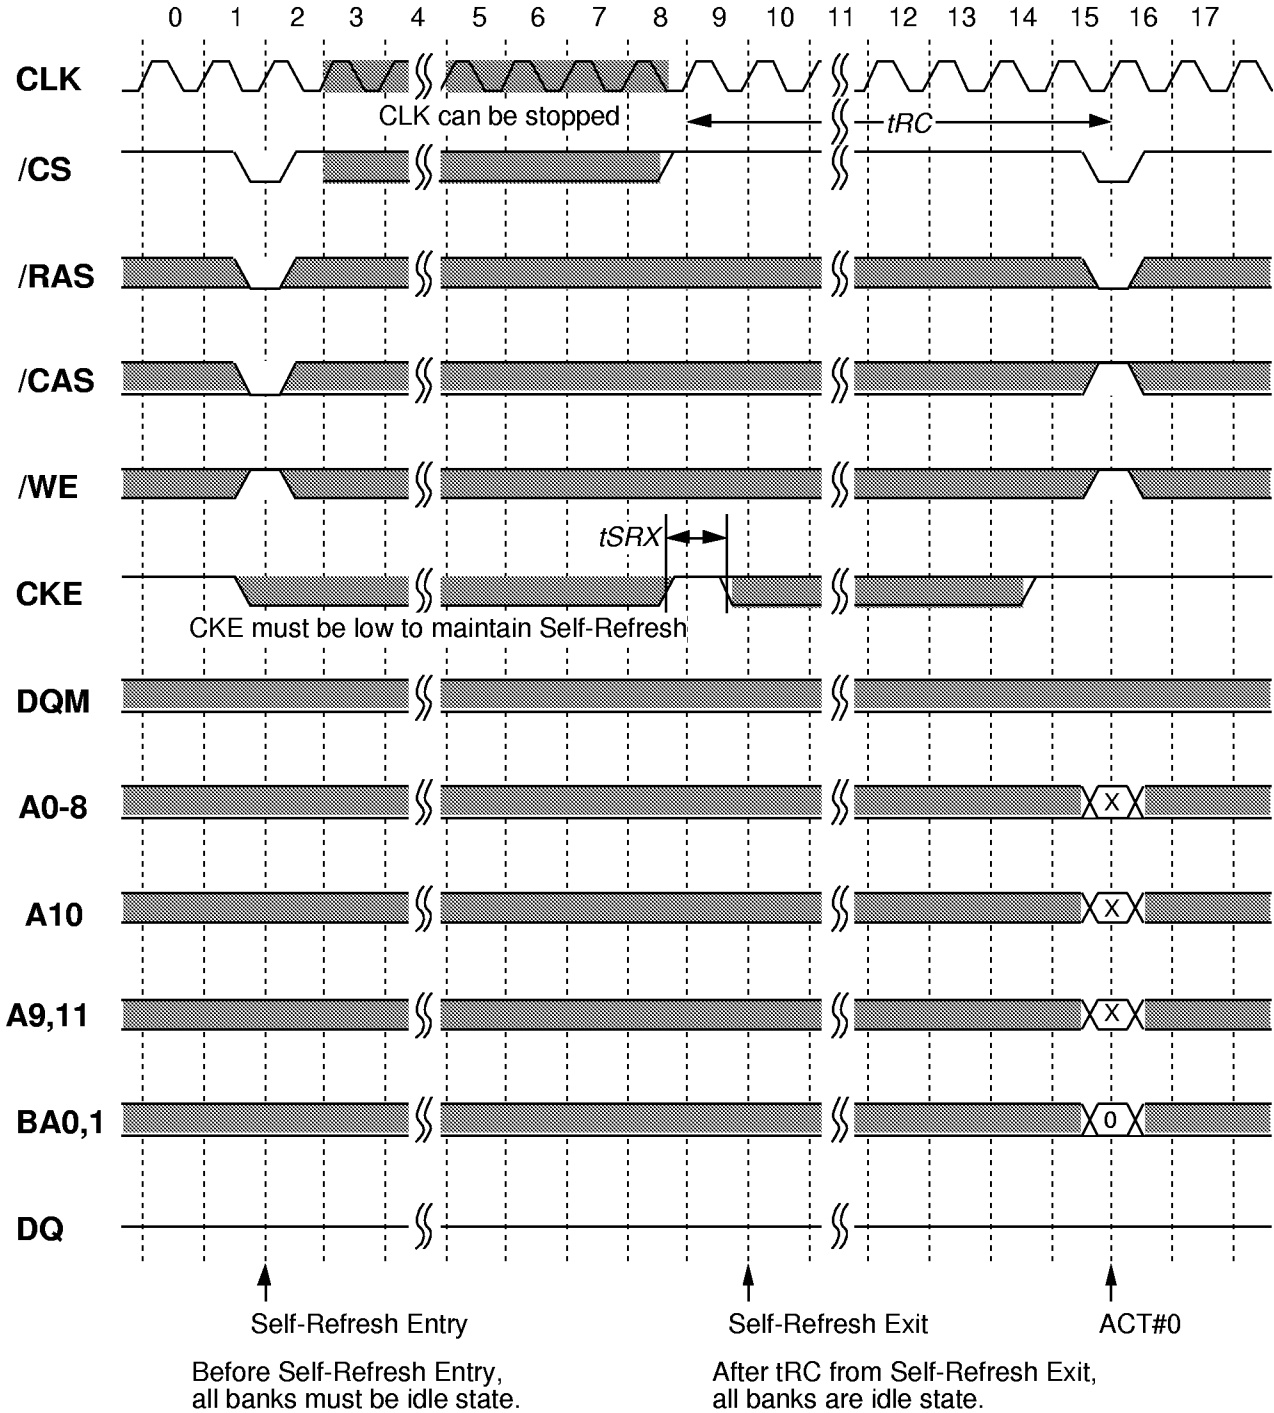 0 1 2 3 4 5 6 7 8 9 10 11 12 13 14 15 16 17
CLK
CLK can be stopped
tRC
/CS
/RAS
/CAS
/WE
tSRX
CKE
CKE must be low to maintain Self-Refresh
DQM
A0-8
X
A10
X
A9,11
X
BA0,1
0
DQ
Self-Refresh Entry
Self-Refresh Exit
ACT#0
Before Self-Refresh Entry,
all banks must be idle state.
After tRC from Self-Refresh Exit,
all banks are idle state.